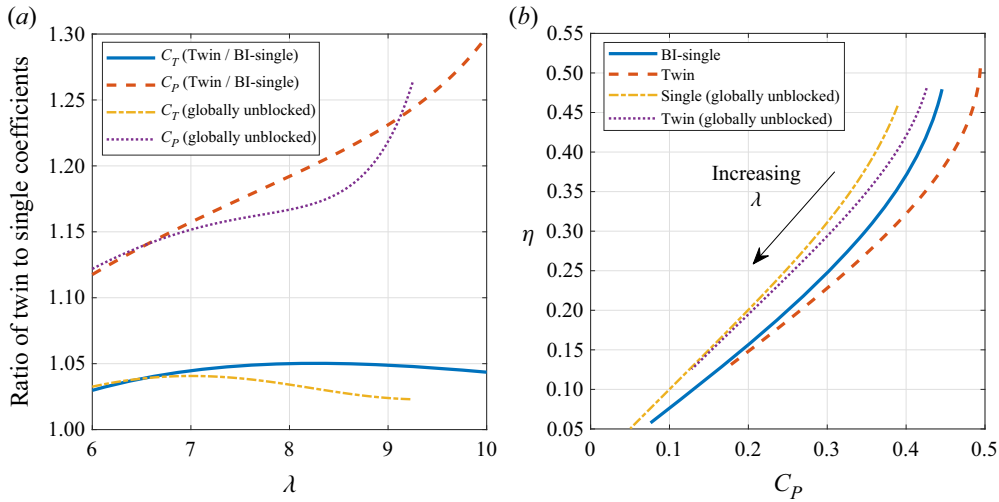 (a)
1.30
1.25
1.20
1.15
1.10
1.05
1.00
Ratio of twin to single coefficients
C_T (Twin / BI-single)
C_P (Twin / BI-single)
C_T (globally unblocked)
C_P (globally unblocked)
6 7 8 9 10
λ
(b)
0.55
0.50
0.45
0.40
0.35
0.30
0.25
0.20
0.15
0.10
0.05
η
BI-single
Twin
Single (globally unblocked)
Twin (globally unblocked)
Increasing
λ
0 0.1 0.2 0.3 0.4 0.5
C_P